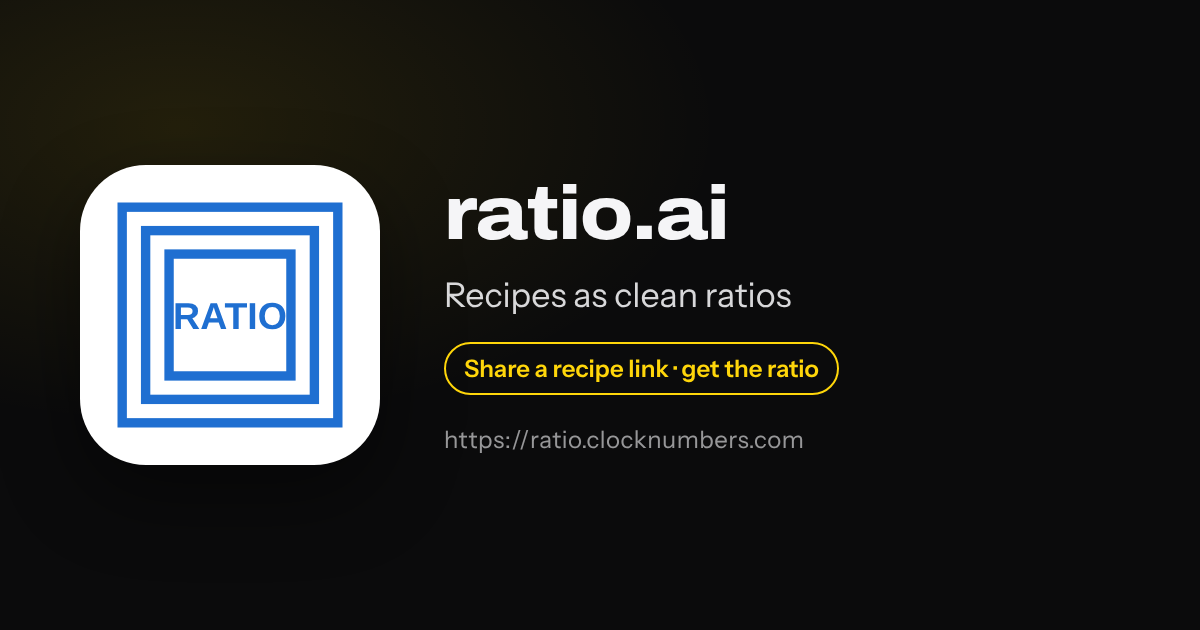 RATIO
ratio.ai
Recipes as clean ratios
Share a recipe link · get the ratio
https://ratio.clocknumbers.com